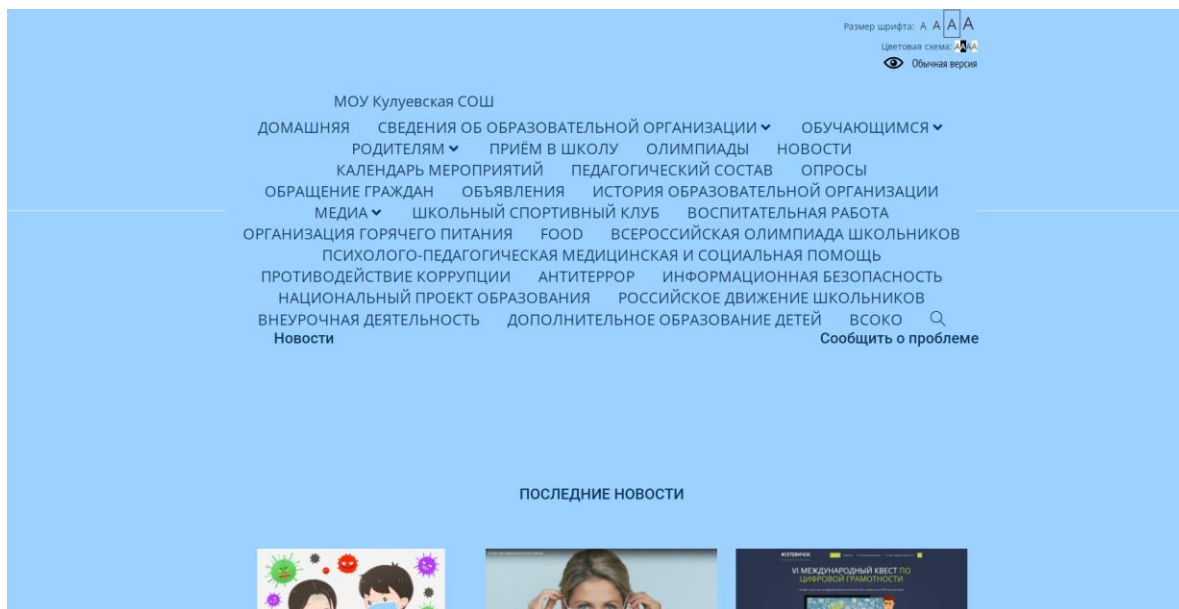 Размер шрифта: А А А А
Цветовая схема: А А А А
Обычная версия
МОУ Кулуевская СОШ
ДОМАШНЯЯ СВЕДЕНИЯ ОБ ОБРАЗОВАТЕЛЬНОЙ ОРГАНИЗАЦИИ ОБУЧАЮЩИМСЯ
РОДИТЕЛЯМ ПРИЁМ В ШКОЛУ ОЛИМПИАДЫ НОВОСТИ
КАЛЕНДАРЬ МЕРОПРИЯТИЙ ПЕДАГОГИЧЕСКИЙ СОСТАВ ОПРОСЫ
ОБРАЩЕНИЕ ГРАЖДАН ОБЪЯВЛЕНИЯ ИСТОРИЯ ОБРАЗОВАТЕЛЬНОЙ ОРГАНИЗАЦИИ
МЕДИА ШКОЛЬНЫЙ СПОРТИВНЫЙ КЛУБ ВОСПИТАТЕЛЬНАЯ РАБОТА
ОРГАНИЗАЦИЯ ГОРЯЧЕГО ПИТАНИЯ FOOD ВСЕРОССИЙСКАЯ ОЛИМПИАДА ШКОЛЬНИКОВ
ПСИХОЛОГО-ПЕДАГОГИЧЕСКАЯ МЕДИЦИНСКАЯ И СОЦИАЛЬНАЯ ПОМОЩЬ
ПРОТИВОДЕЙСТВИЕ КОРРУПЦИИ АНТИТЕРРОР ИНФОРМАЦИОННАЯ БЕЗОПАСНОСТЬ
НАЦИОНАЛЬНЫЙ ПРОЕКТ ОБРАЗОВАНИЯ РОССИЙСКОЕ ДВИЖЕНИЕ ШКОЛЬНИКОВ
ВНЕУРОЧНАЯ ДЕЯТЕЛЬНОСТЬ ДОПОЛНИТЕЛЬНОЕ ОБРАЗОВАНИЕ ДЕТЕЙ ВСОКО
Новости Сообщить о проблеме
ПОСЛЕДНИЕ НОВОСТИ
#СЕТЕВИЧОК
VI МЕЖДУНАРОДНЫЙ КВЕСТ ПО
ЦИФРОВОЙ ГРАМОТНОСТИ